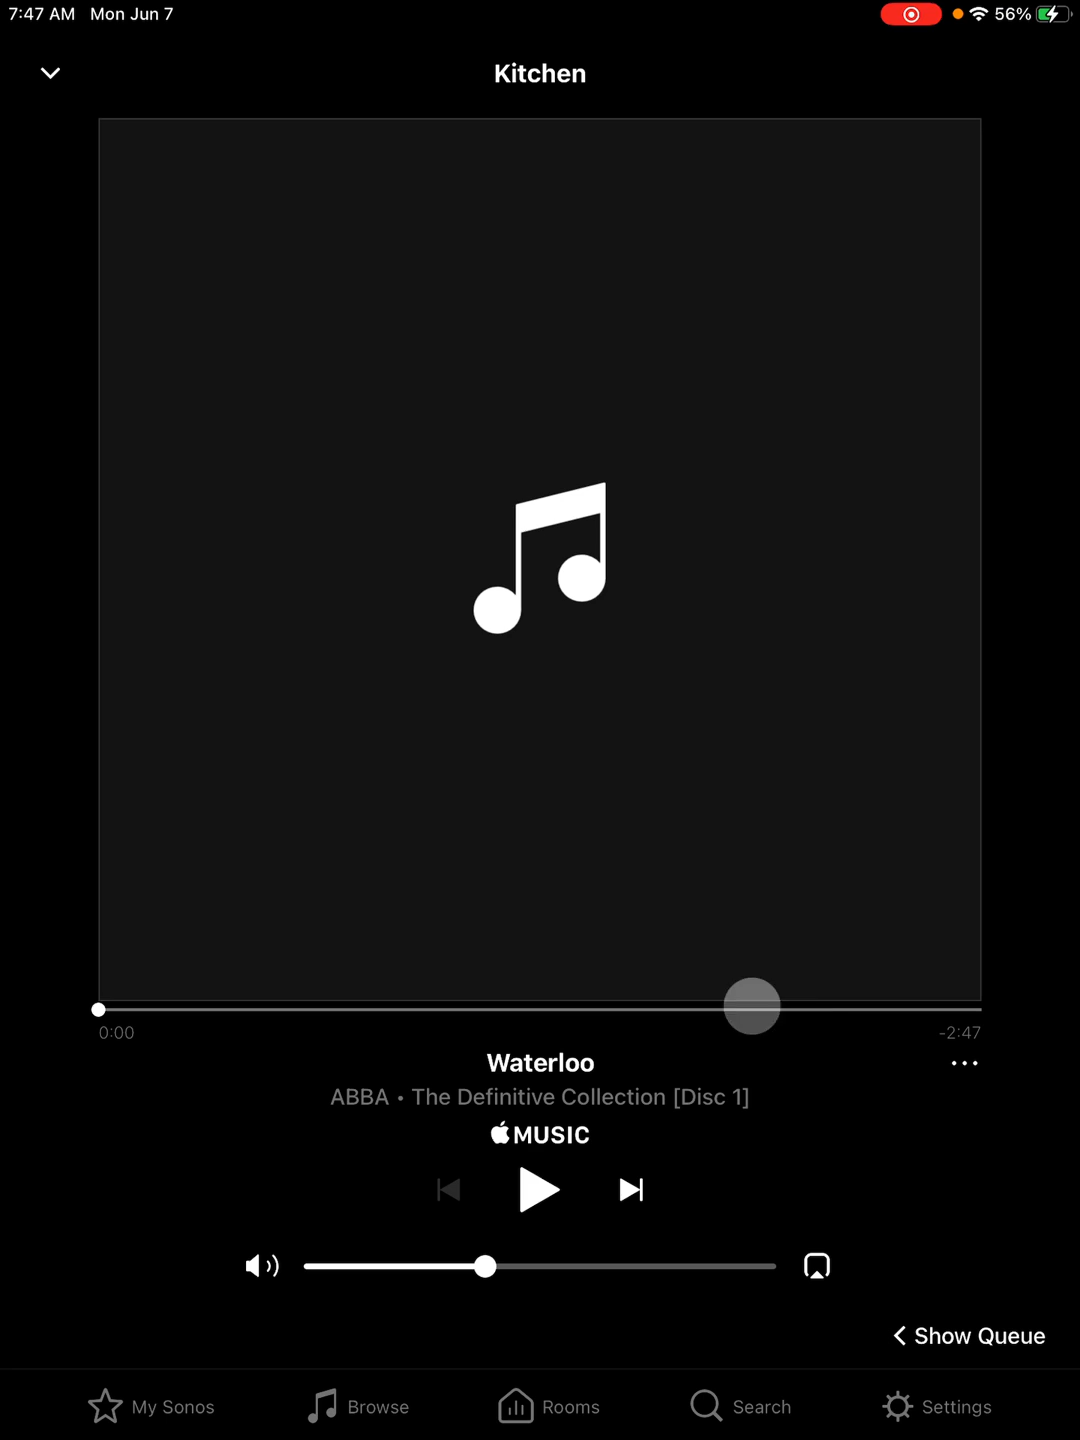 7:47 AM Mon Jun 7 56%
Kitchen
0:00 -2:47
Waterloo
ABBA • The Definitive Collection [Disc 1]
MUSIC
Show Queue
My Sonos Browse Rooms Search Settings